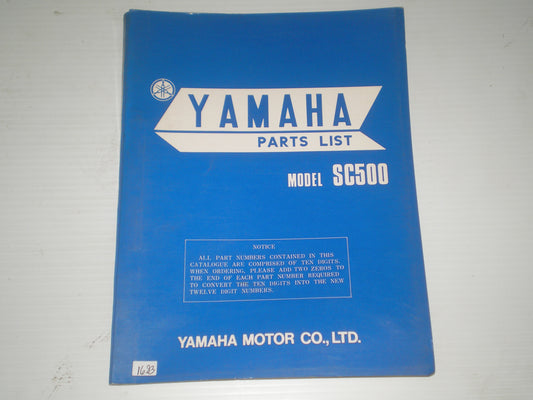 YAMAHA
PARTS LIST
MODEL SC500
NOTICE
ALL PART NUMBERS CONTAINED IN THIS
CATALOGUE ARE COMPRISED OF TEN DIGITS.
WHEN ORDERING, PLEASE ADD TWO ZEROS TO
THE END OF EACH PART NUMBER REQUIRED
TO CONVERT THE TEN DIGITS INTO THE NEW
TWELVE DIGIT NUMBERS.
YAMAHA MOTOR CO., LTD.
1623